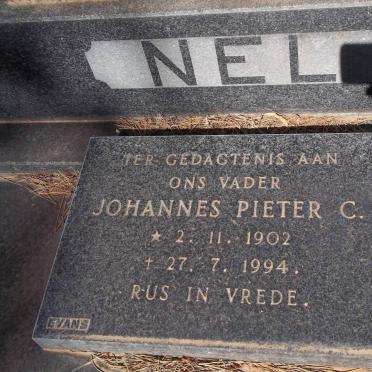 NEL
TER GEDAGTENIS AAN
ONS VADER
JOHANNES PIETER C.
★ 2. 11. 1902
† 27. 7. 1994.
RUS IN VREDE.
EVANS